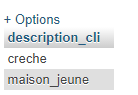 + Options
description_cli
creche
maison_jeune